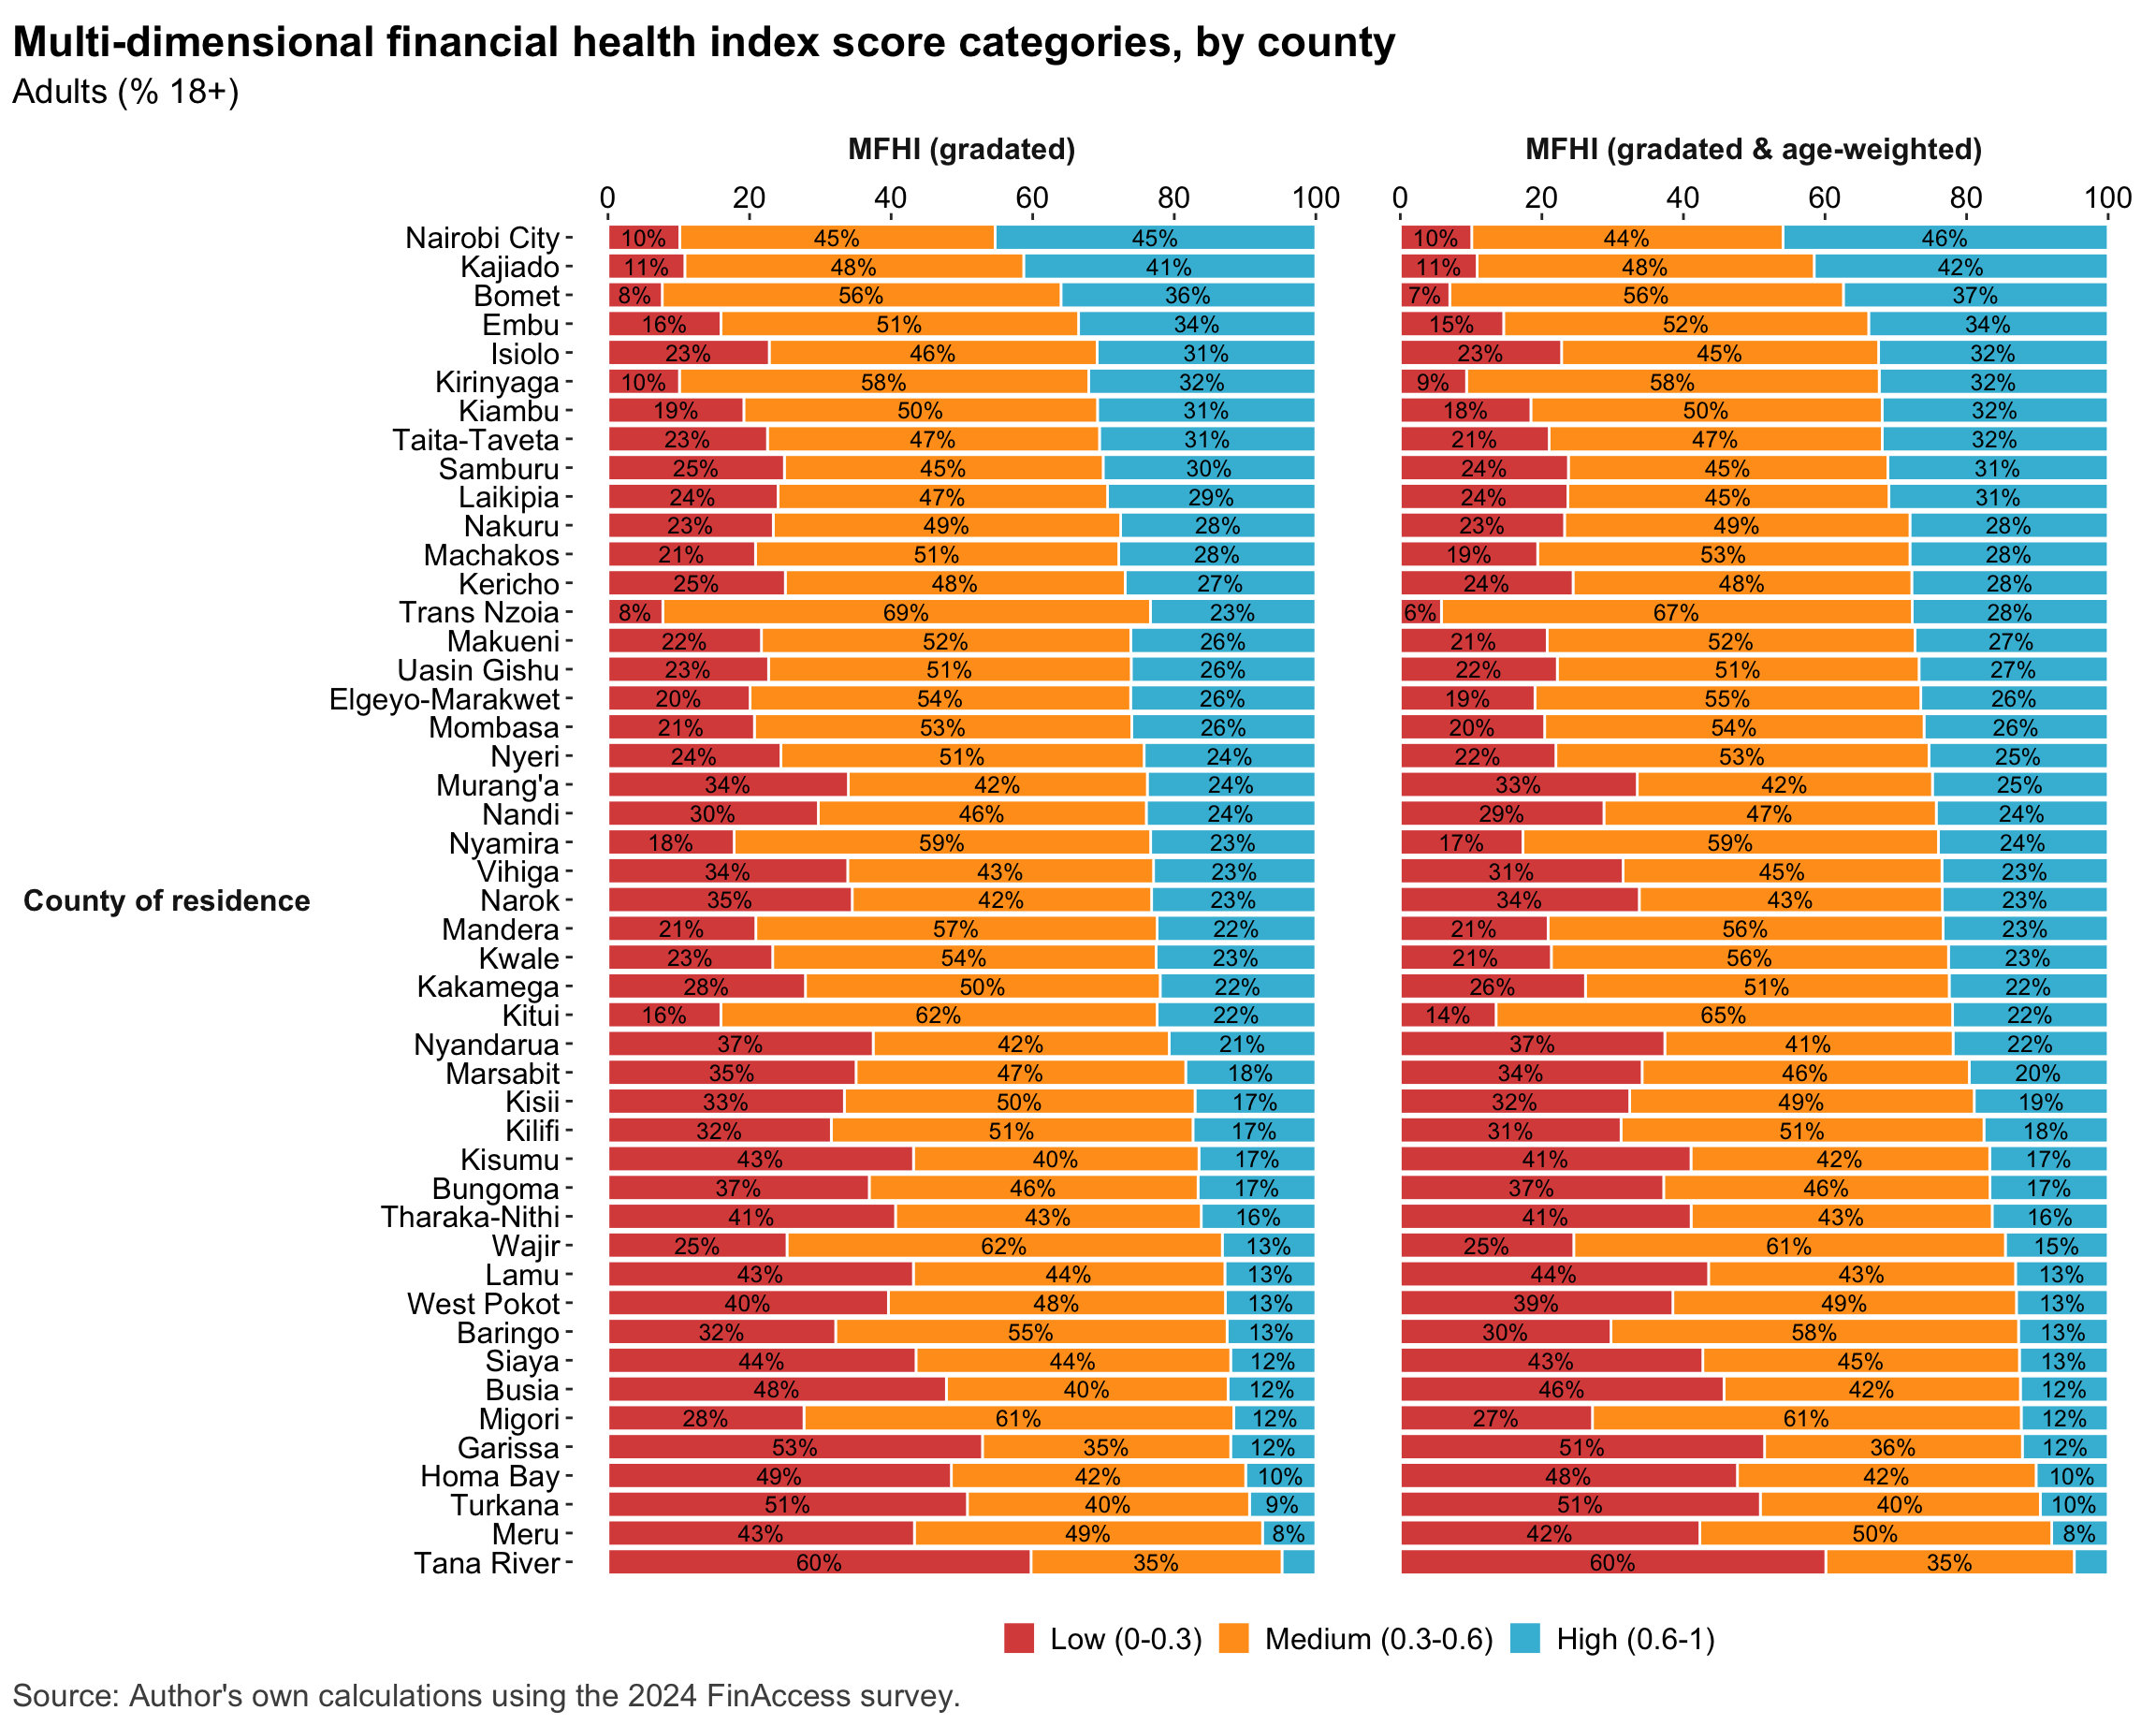 Multi-dimensional financial health index score categories, by county
Adults (% 18+)
MFHI (gradated) MFHI (gradated & age-weighted)
0 20 40 60 80 100 0 20 40 60 80 100
Nairobi City 10% 45% 45% 10% 44% 46%
Kajiado 11% 48% 41% 11% 48% 42%
Bomet 8% 56% 36% 7% 56% 37%
Embu 16% 51% 34% 15% 52% 34%
Isiolo 23% 46% 31% 23% 45% 32%
Kirinyaga 10% 58% 32% 9% 58% 32%
Kiambu 19% 50% 31% 18% 50% 32%
Taita-Taveta 23% 47% 31% 21% 47% 32%
Samburu 25% 45% 30% 24% 45% 31%
Laikipia 24% 47% 29% 24% 45% 31%
Nakuru 23% 49% 28% 23% 49% 28%
Machakos 21% 51% 28% 19% 53% 28%
Kericho 25% 48% 27% 24% 48% 28%
Trans Nzoia 8% 69% 23% 6% 67% 28%
Makueni 22% 52% 26% 21% 52% 27%
Uasin Gishu 23% 51% 26% 22% 51% 27%
Elgeyo-Marakwet 20% 54% 26% 19% 55% 26%
Mombasa 21% 53% 26% 20% 54% 26%
Nyeri 24% 51% 24% 22% 53% 25%
Murang'a 34% 42% 24% 33% 42% 25%
Nandi 30% 46% 24% 29% 47% 24%
Nyamira 18% 59% 23% 17% 59% 24%
Vihiga 34% 43% 23% 31% 45% 23%
County of residence
Narok 35% 42% 23% 34% 43% 23%
Mandera 21% 57% 22% 21% 56% 23%
Kwale 23% 54% 23% 21% 56% 23%
Kakamega 28% 50% 22% 26% 51% 22%
Kitui 16% 62% 22% 14% 65% 22%
Nyandarua 37% 42% 21% 37% 41% 22%
Marsabit 35% 47% 18% 34% 46% 20%
Kisii 33% 50% 17% 32% 49% 19%
Kilifi 32% 51% 17% 31% 51% 18%
Kisumu 43% 40% 17% 41% 42% 17%
Bungoma 37% 46% 17% 37% 46% 17%
Tharaka-Nithi 41% 43% 16% 41% 43% 16%
Wajir 25% 62% 13% 25% 61% 15%
Lamu 43% 44% 13% 44% 43% 13%
West Pokot 40% 48% 13% 39% 49% 13%
Baringo 32% 55% 13% 30% 58% 13%
Siaya 44% 44% 12% 43% 45% 13%
Busia 48% 40% 12% 46% 42% 12%
Migori 28% 61% 12% 27% 61% 12%
Garissa 53% 35% 12% 51% 36% 12%
Homa Bay 49% 42% 10% 48% 42% 10%
Turkana 51% 40% 9% 51% 40% 10%
Meru 43% 49% 8% 42% 50% 8%
Tana River 60% 35% 60% 35%
Low (0-0.3) Medium (0.3-0.6) High (0.6-1)
Source: Author's own calculations using the 2024 FinAccess survey.